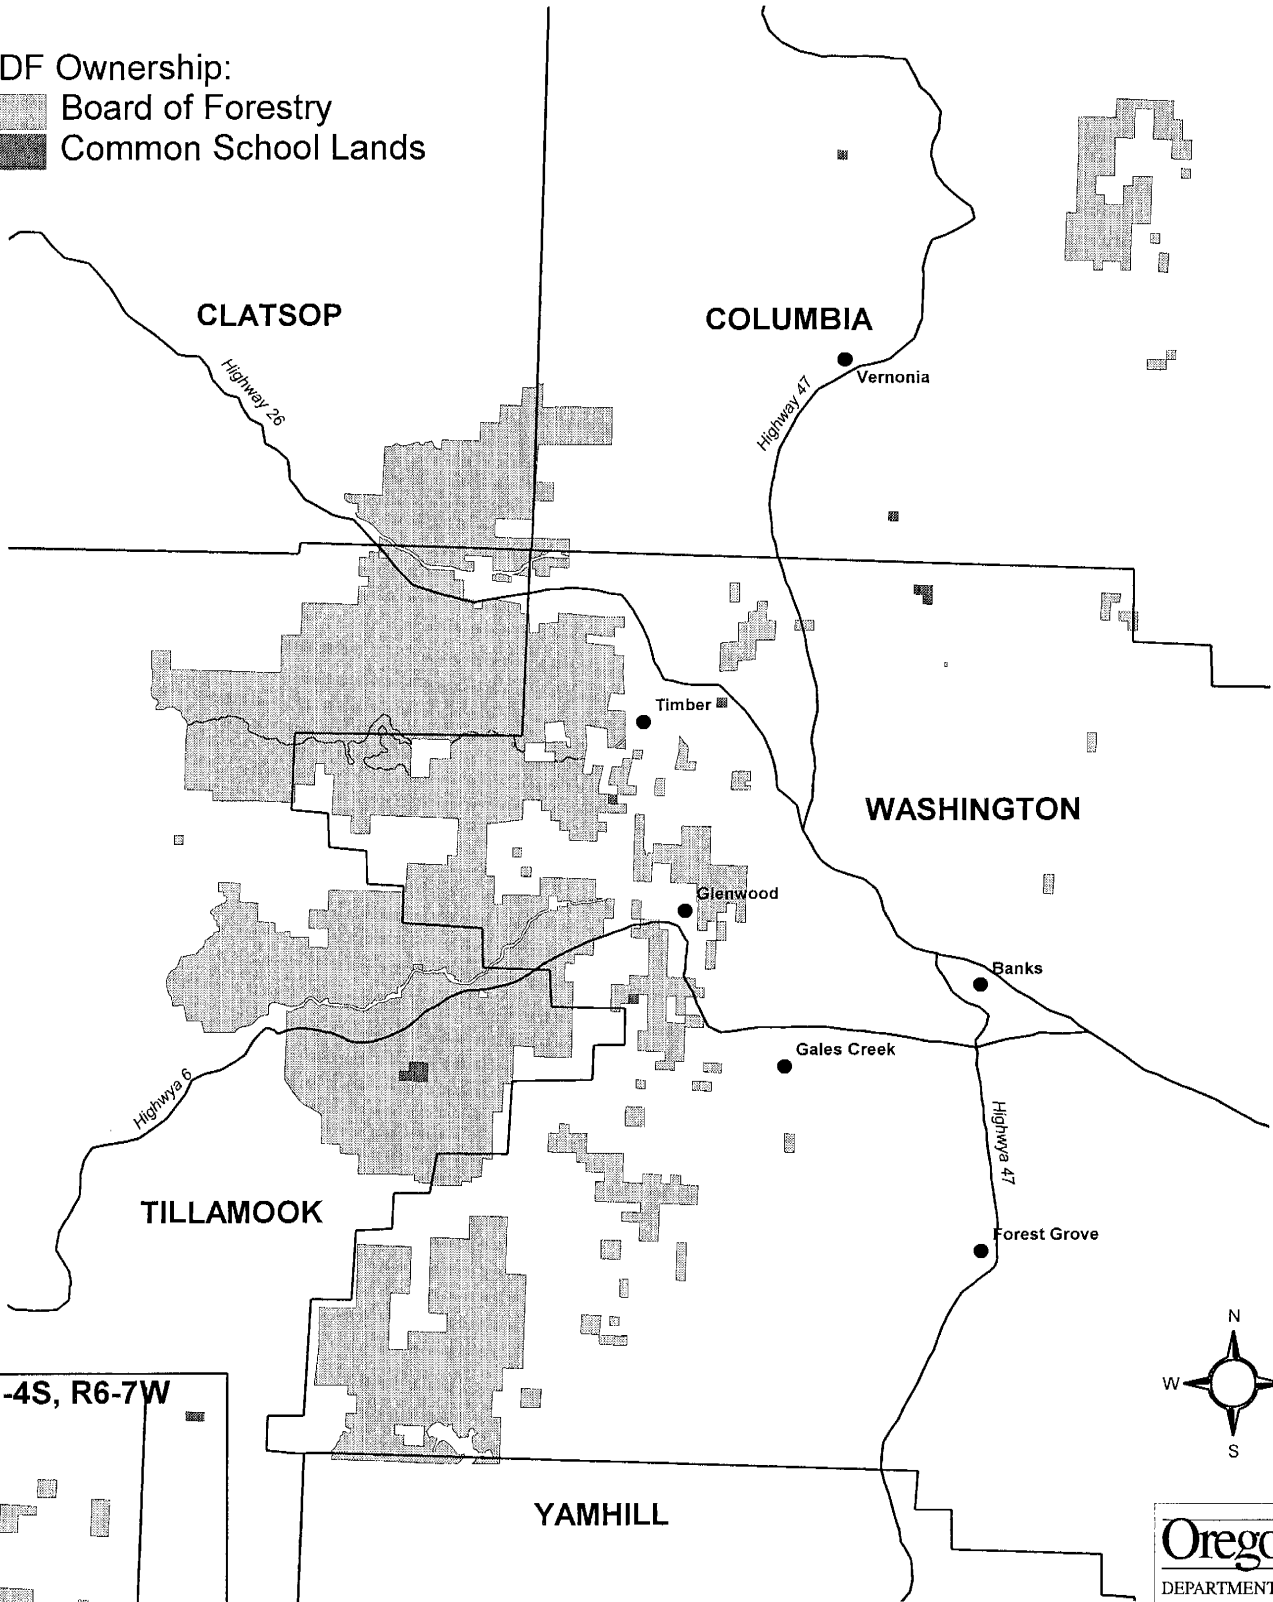 DF Ownership:
Board of Forestry
Common School Lands
CLATSOP
COLUMBIA
Highway 26
Vernonia
Highway 47
Timber
WASHINGTON
Glenwood
Banks
Gales Creek
Highwya 6
Highwya 47
TILLAMOOK
Forest Grove
N
W
S
-4S, R6-7W
YAMHILL
Orego
DEPARTMENT